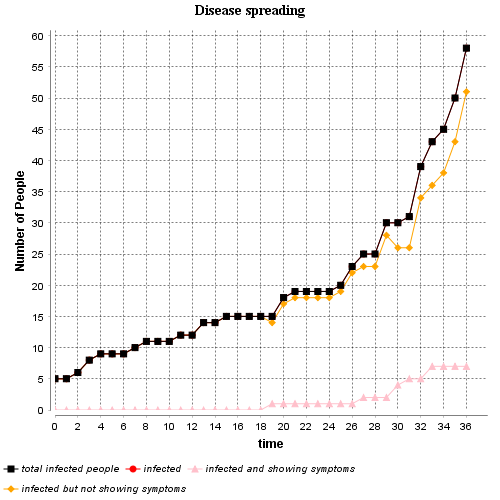 Disease spreading
60
55
50
45
40
35
30
25
20
15
10
5
0
Number of People
0 2 4 6 8 10 12 14 16 18 20 22 24 26 28 30 32 34 36
time
total infected people infected infected and showing symptoms
infected but not showing symptoms